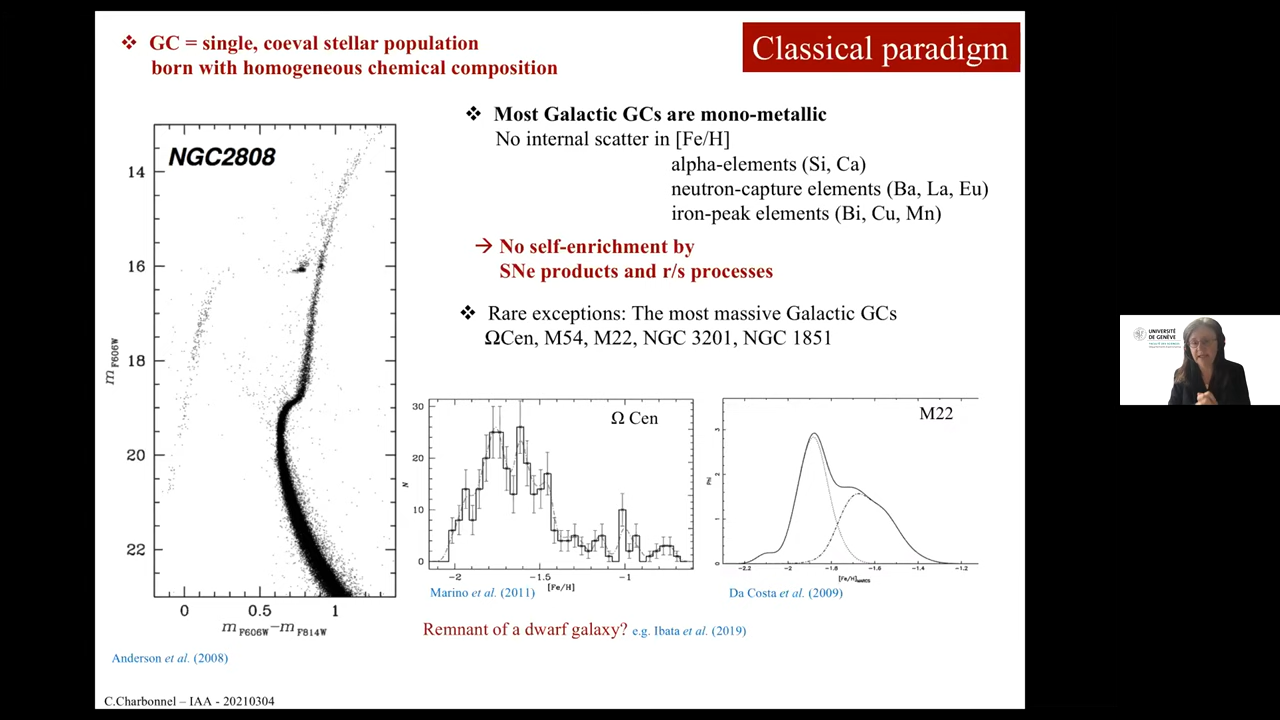 ❖ GC = single, coeval stellar population
born with homogeneous chemical composition
Classical paradigm
❖ Most Galactic GCs are mono-metallic
No internal scatter in [Fe/H]
alpha-elements (Si, Ca)
neutron-capture elements (Ba, La, Eu)
iron-peak elements (Bi, Cu, Mn)
→ No self-enrichment by
SNe products and r/s processes
❖ Rare exceptions: The most massive Galactic GCs
ΩCen, M54, M22, NGC 3201, NGC 1851
NGC2808
14
16
18
20
22
m F606W
0
0.5
1
m F606W − m F814W
Anderson et al. (2008)
Ω Cen
30
20
10
0
N
-2
-1.5
-1
[Fe/H]
Marino et al. (2011)
M22
Phi
3
2
1
0
-2.2
-2
-1.8
-1.6
-1.4
-1.2
Da Costa et al. (2009)
Remnant of a dwarf galaxy? e.g. Ibata et al. (2019)
C.Charbonnel – IAA - 20210304
UNIVERSITÉ
DE GENÈVE